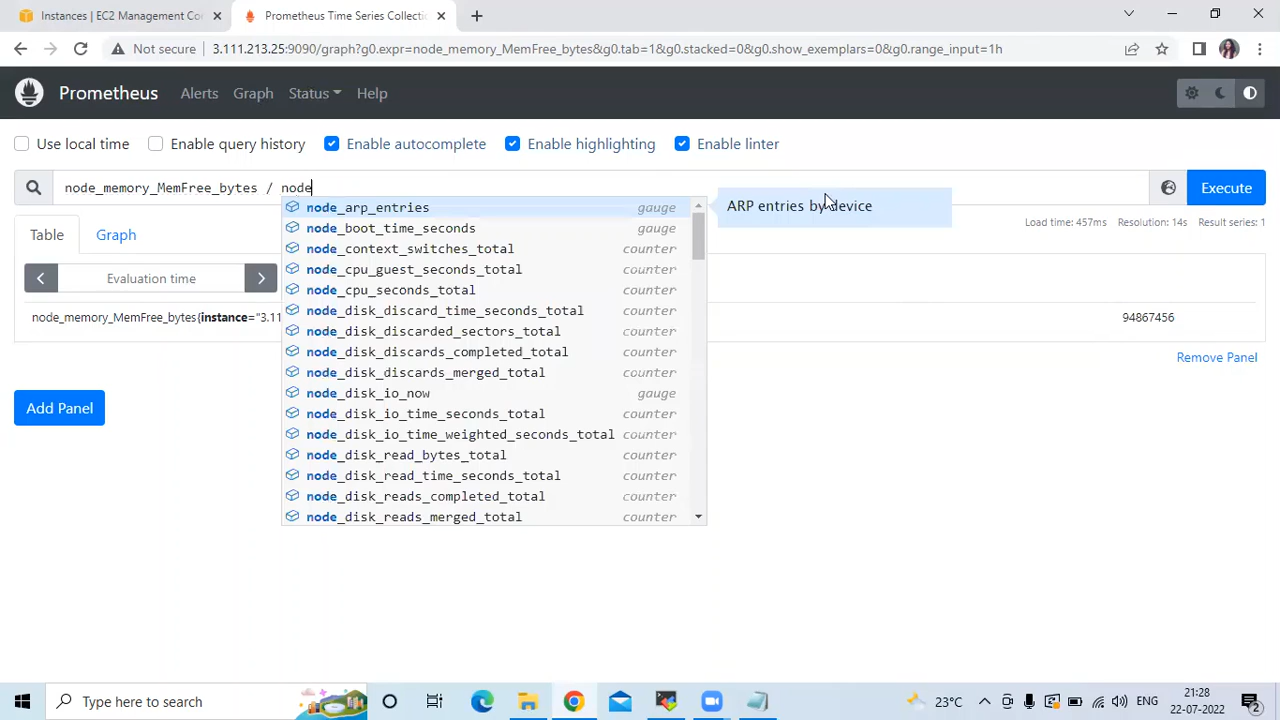 Instances | EC2 Management Con
Prometheus Time Series Collectio
Not secure
3.111.213.25:9090/graph?g0.expr=node_memory_MemFree_bytes&g0.tab=1&g0.stacked=0&g0.show_exemplars=0&g0.range_input=1h
Prometheus
Alerts
Graph
Status
Help
Use local time
Enable query history
Enable autocomplete
Enable highlighting
Enable linter
node_memory_MemFree_bytes / node
Execute
node_arp_entries gauge
ARP entries by device
node_boot_time_seconds gauge
node_context_switches_total counter
node_cpu_guest_seconds_total counter
node_cpu_seconds_total counter
node_disk_discard_time_seconds_total counter
node_disk_discarded_sectors_total counter
node_disk_discards_completed_total counter
node_disk_discards_merged_total counter
node_disk_io_now gauge
node_disk_io_time_seconds_total counter
node_disk_io_time_weighted_seconds_total counter
node_disk_read_bytes_total counter
node_disk_read_time_seconds_total counter
node_disk_reads_completed_total counter
node_disk_reads_merged_total counter
Load time: 457ms Resolution: 14s Result series: 1
Table
Graph
Evaluation time
node_memory_MemFree_bytes{instance="3.11
94867456
Remove Panel
Add Panel
Type here to search
23°C
ENG
21:28
22-07-2022
2